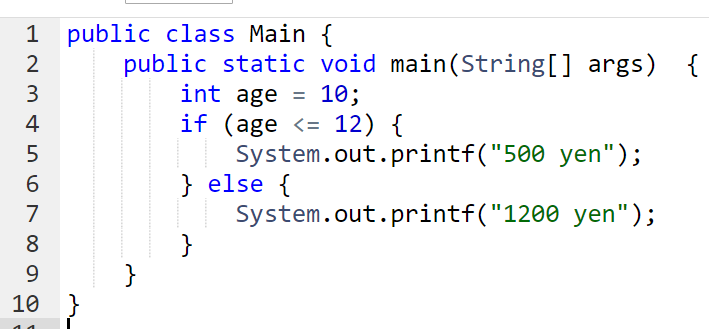 1 public class Main {
2 public static void main(String[] args)  {
3 int age = 10;
4 if (age <= 12) {
5 System.out.printf("500 yen");
6 } else {
7 System.out.printf("1200 yen");
8 }
9 }
10 }